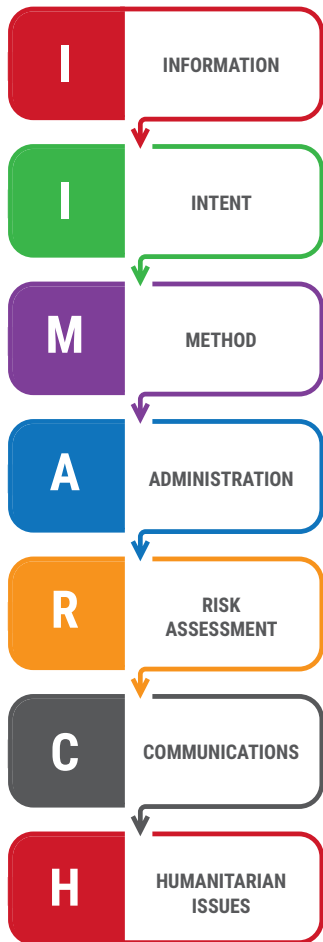 I
INFORMATION
I
INTENT
M
METHOD
A
ADMINISTRATION
R
RISK
ASSESSMENT
C
COMMUNICATIONS
H
HUMANITARIAN
ISSUES